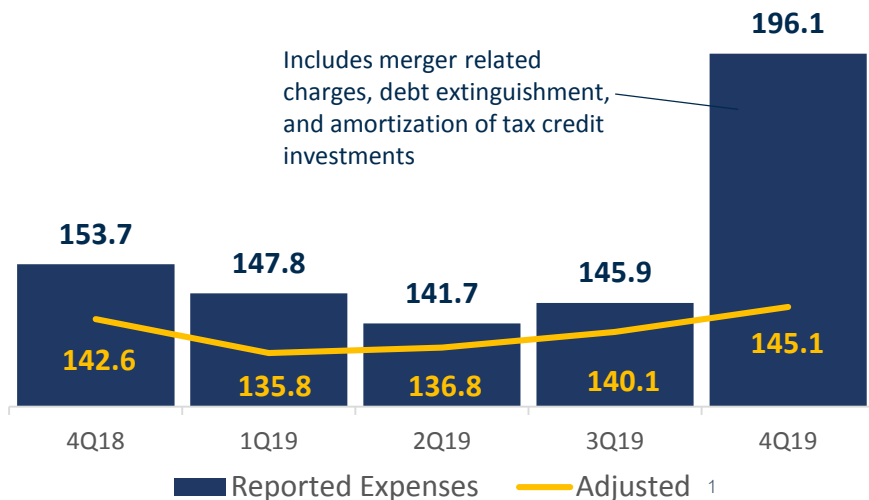 196.1
Includes merger related
charges, debt extinguishment,
and amortization of tax credit
investments
153.7
147.8
141.7
145.9
142.6
135.8
136.8
140.1
145.1
4Q18 1Q19 2Q19 3Q19 4Q19
Reported Expenses Adjusted 1